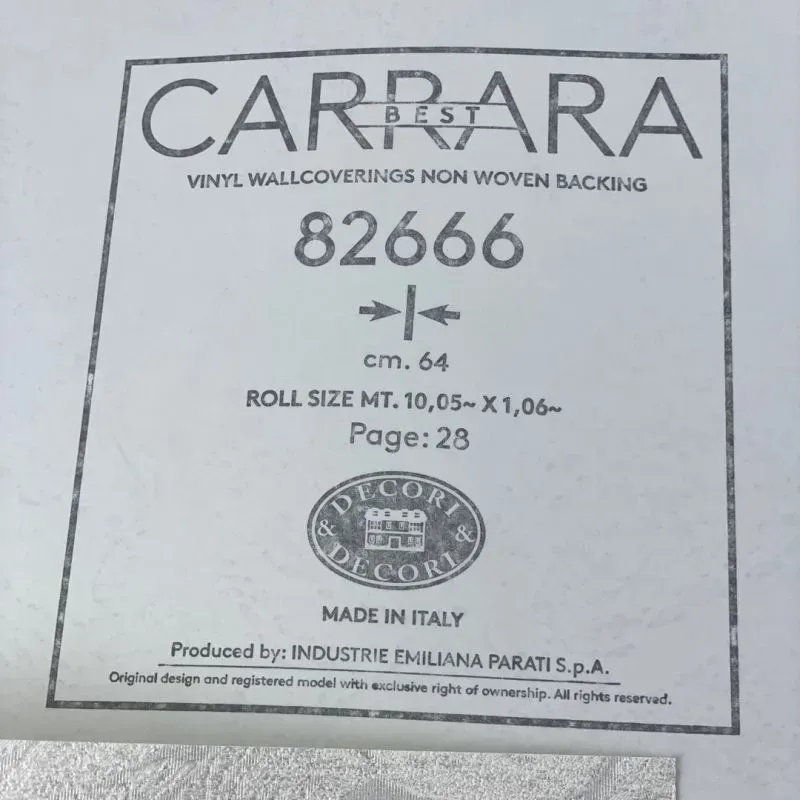 CARRARA
BEST
VINYL WALLCOVERINGS NON WOVEN BACKING
82666
cm. 64
ROLL SIZE MT. 10,05~ X 1,06~
Page: 28
DECORI
& &
DECORI
MADE IN ITALY
Produced by: INDUSTRIE EMILIANA PARATI S.p.A.
Original design and registered model with exclusive right of ownership. All rights reserved.